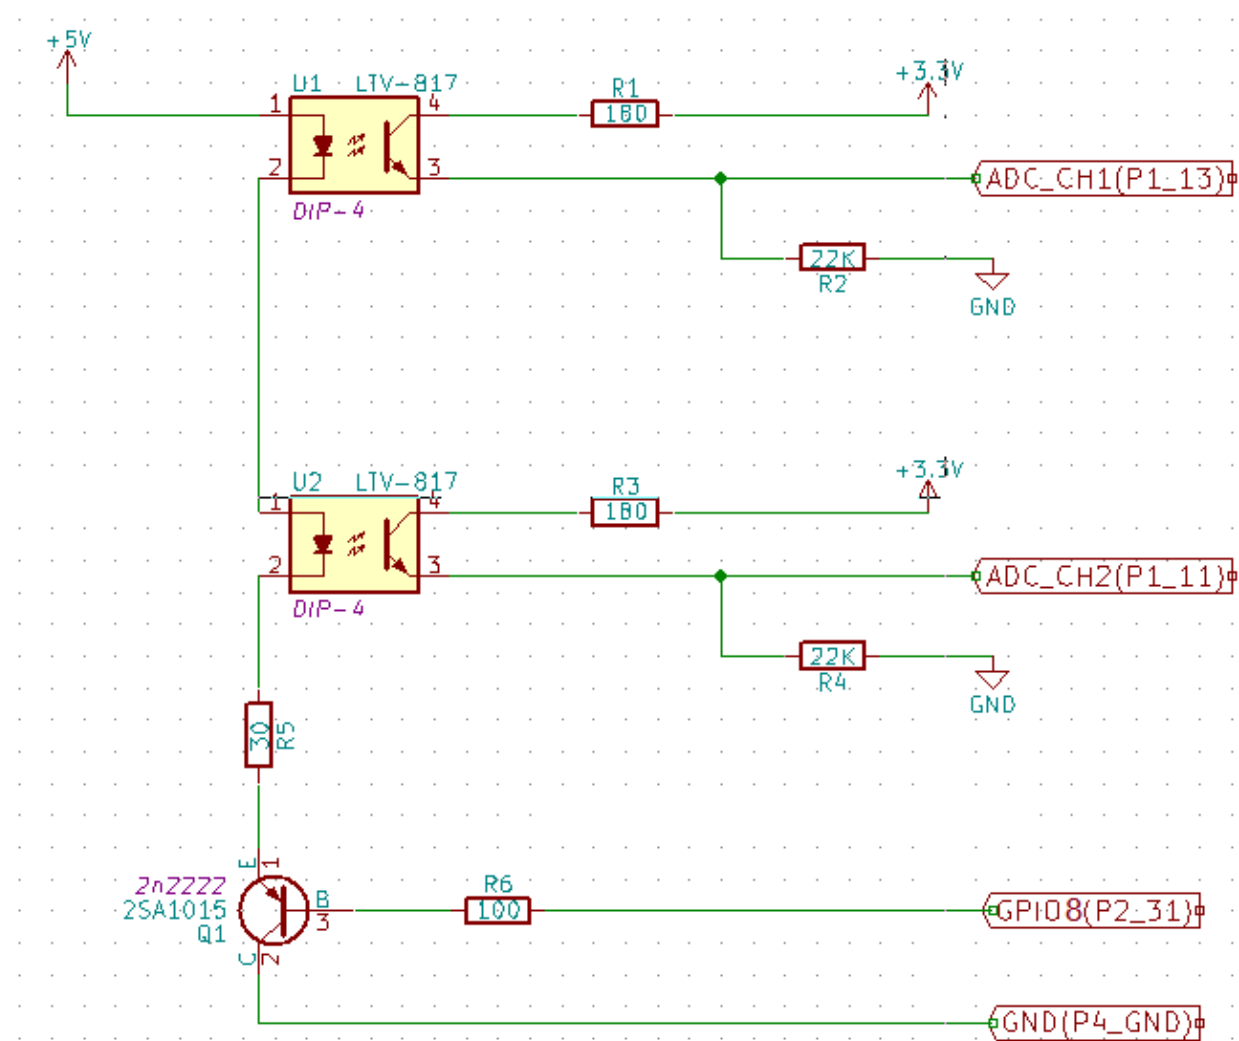 +5V
U1 LTV-817
1
4
2
3
DIP-4
R1
180
+3.3V
ADC_CH1(P1_13)
22K
R2
GND
U2 LTV-817
1
4
2
3
DIP-4
R3
180
+3.3V
ADC_CH2(P1_11)
22K
R4
GND
30
R5
E
1
2n2222
2SA1015
Q1
B
3
C
2
R6
100
GPIO8(P2_31)
GND(P4_GND)